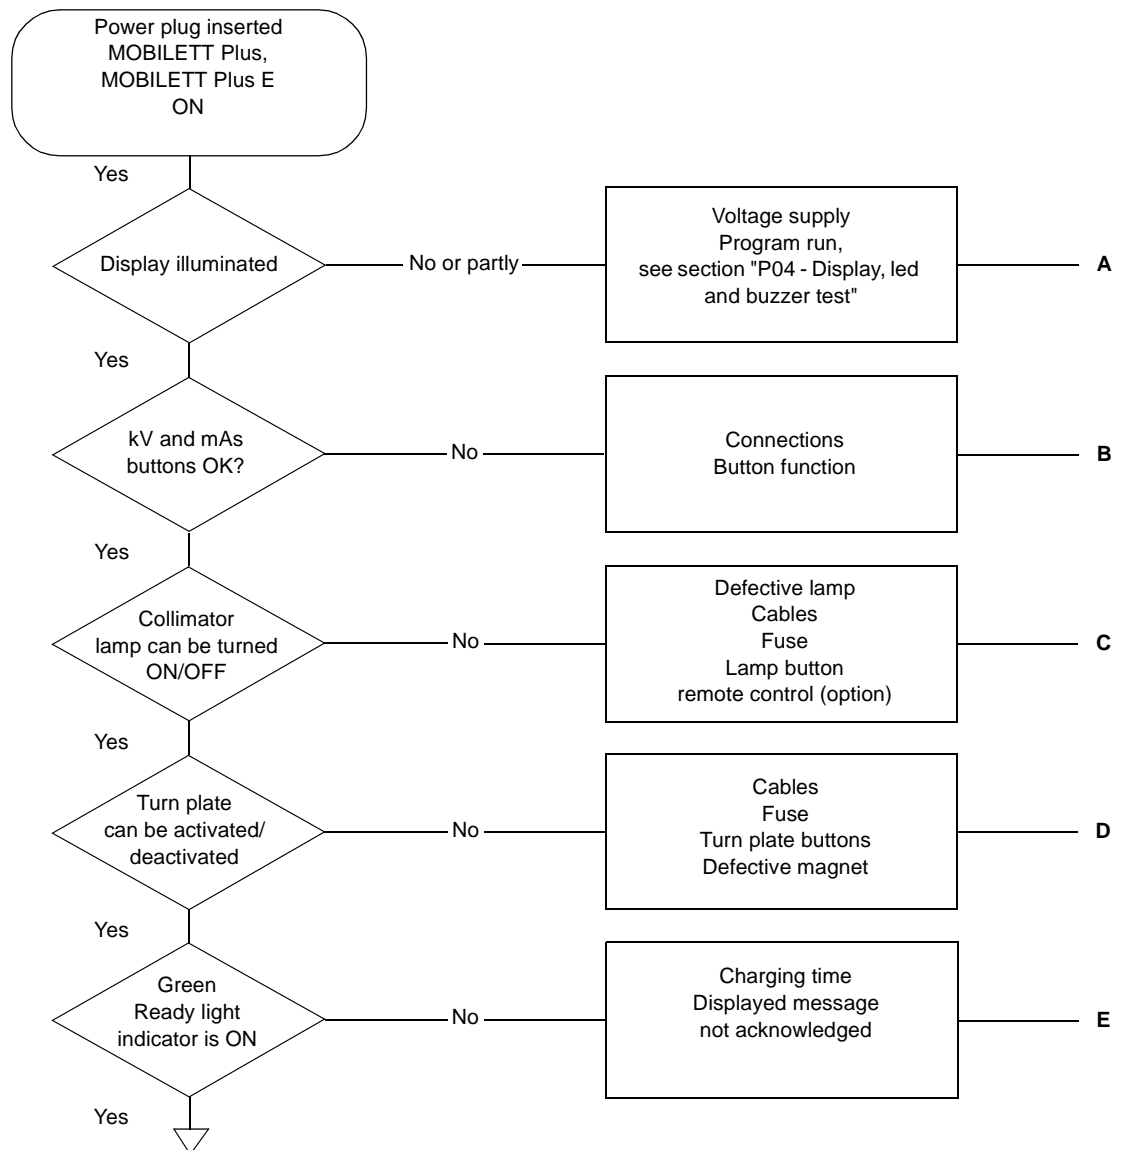 Power plug inserted
MOBILETT Plus,
MOBILETT Plus E
ON
Yes
Display illuminated
No or partly
Voltage supply
Program run,
see section "P04 - Display, led
and buzzer test"
A
Yes
kV and mAs
buttons OK?
No
Connections
Button function
B
Yes
Collimator
lamp can be turned
ON/OFF
No
Defective lamp
Cables
Fuse
Lamp button
remote control (option)
C
Yes
Turn plate
can be activated/
deactivated
No
Cables
Fuse
Turn plate buttons
Defective magnet
D
Yes
Green
Ready light
indicator is ON
No
Charging time
Displayed message
not acknowledged
E
Yes